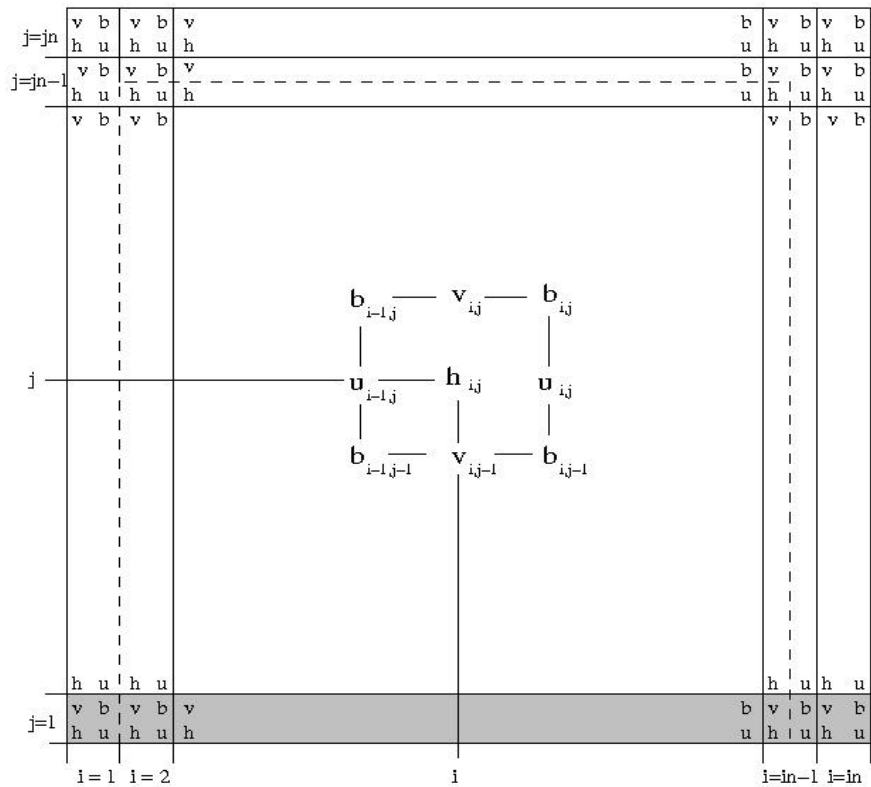 v b v b v b v b v b
j=jn
h u h u h u h u h u
v b v b v b v b v b
j=jn-1
h u h u h u h u h u
v b v b v b v b
b i-1,j v i,j b i,j
j u i-1,j h i,j u i,j
b i-1,j-1 v i,j-1 b i,j-1
h u h u h u h u
v b v b v b v b v b
j=1
h u h u h u h u h u
i = 1 i = 2 i i=in-1 i=in